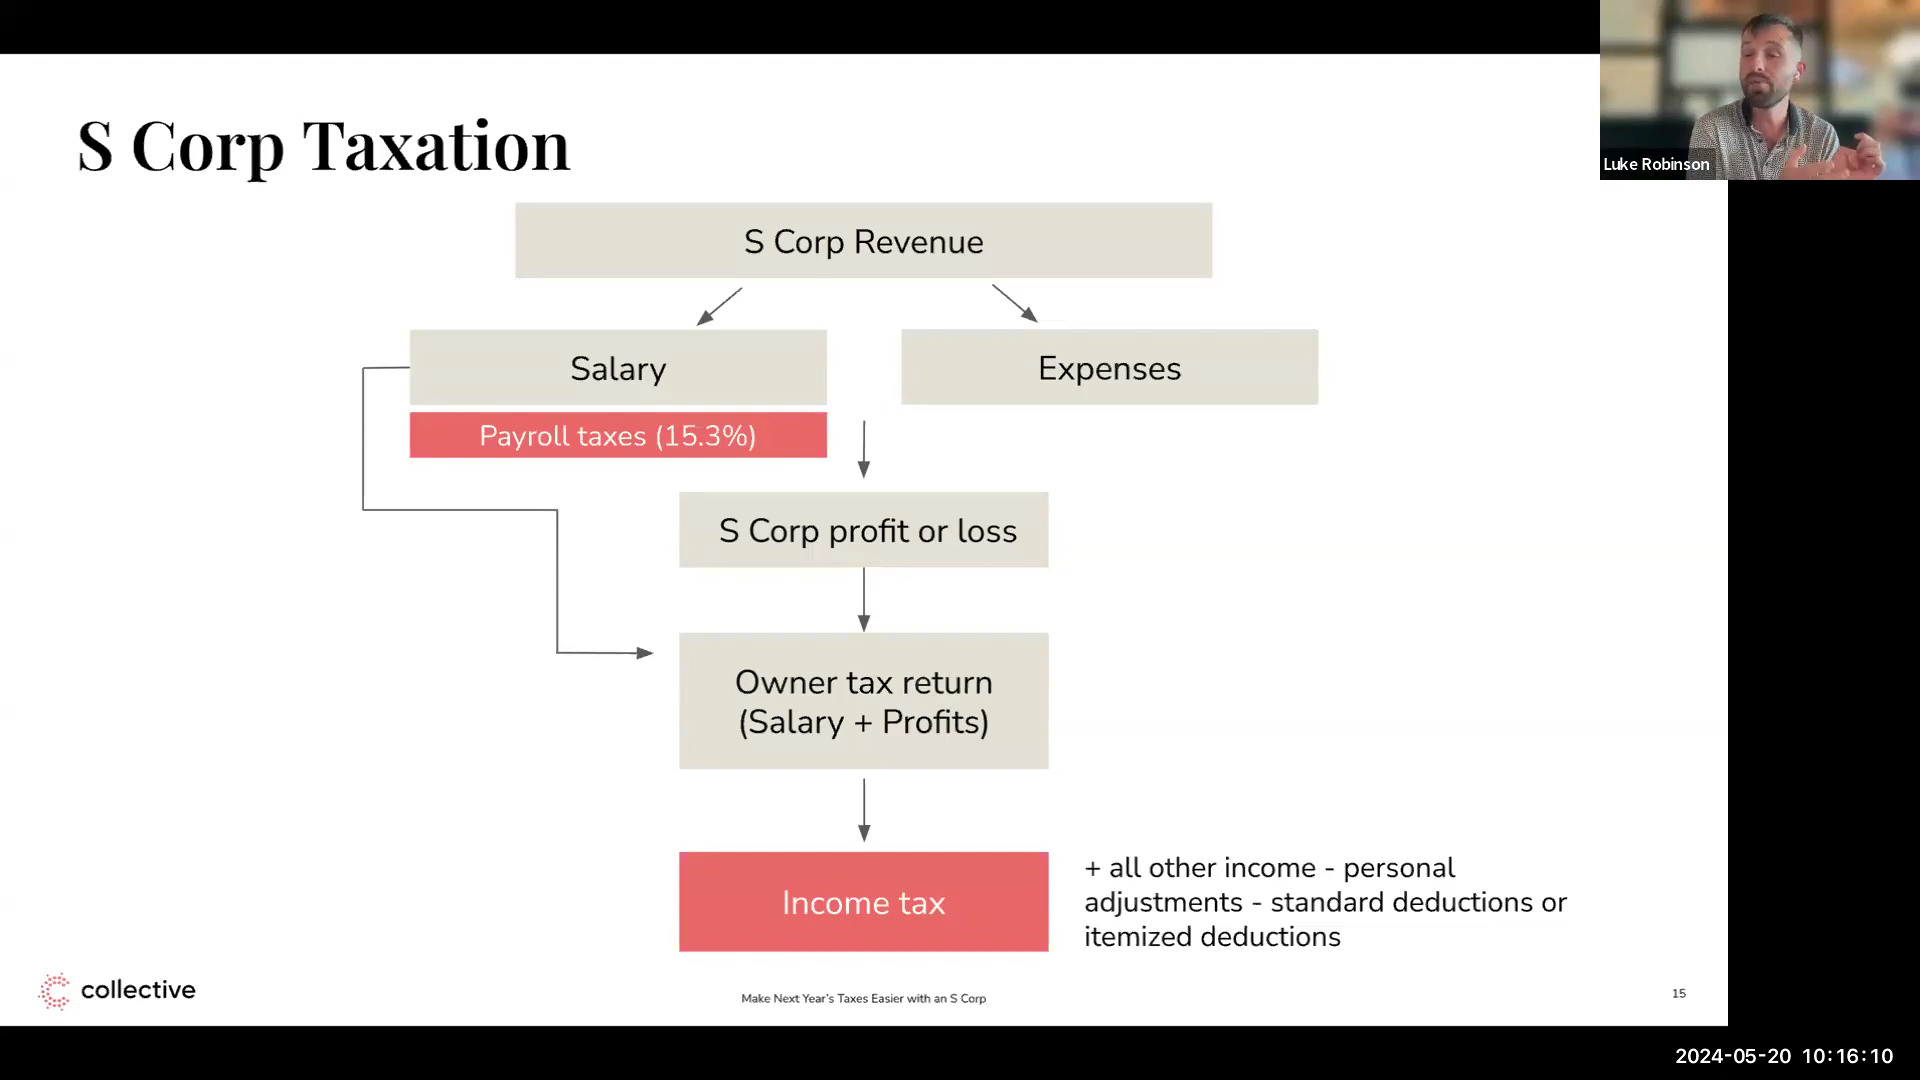 S Corp Taxation
Luke Robinson
S Corp Revenue
Salary
Expenses
Payroll taxes (15.3%)
S Corp profit or loss
Owner tax return
(Salary + Profits)
Income tax
+ all other income - personal
adjustments - standard deductions or
itemized deductions
collective
Make Next Year's Taxes Easier with an S Corp
15
2024-05-20 10:16:10